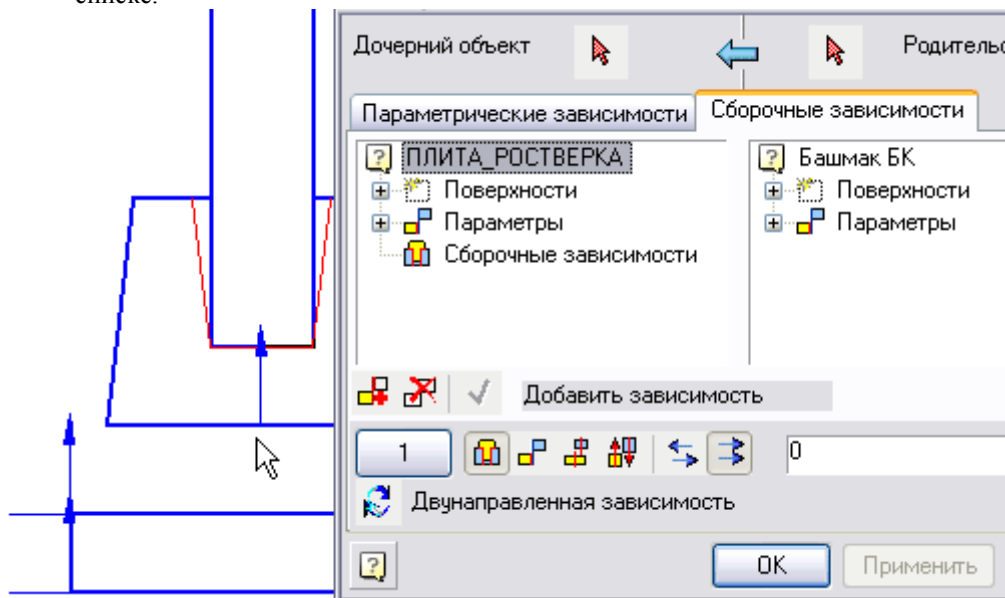 списке.
Дочерний объект
Параметрические зависимости Сборочные зависимости
ПЛИТА_РОСТВЕРКА
Поверхности
Параметры
Сборочные зависимости
Башмак БК
Поверхности
Параметры
Добавить зависимость
1 0
Двунаправленная зависимость
OK Применить